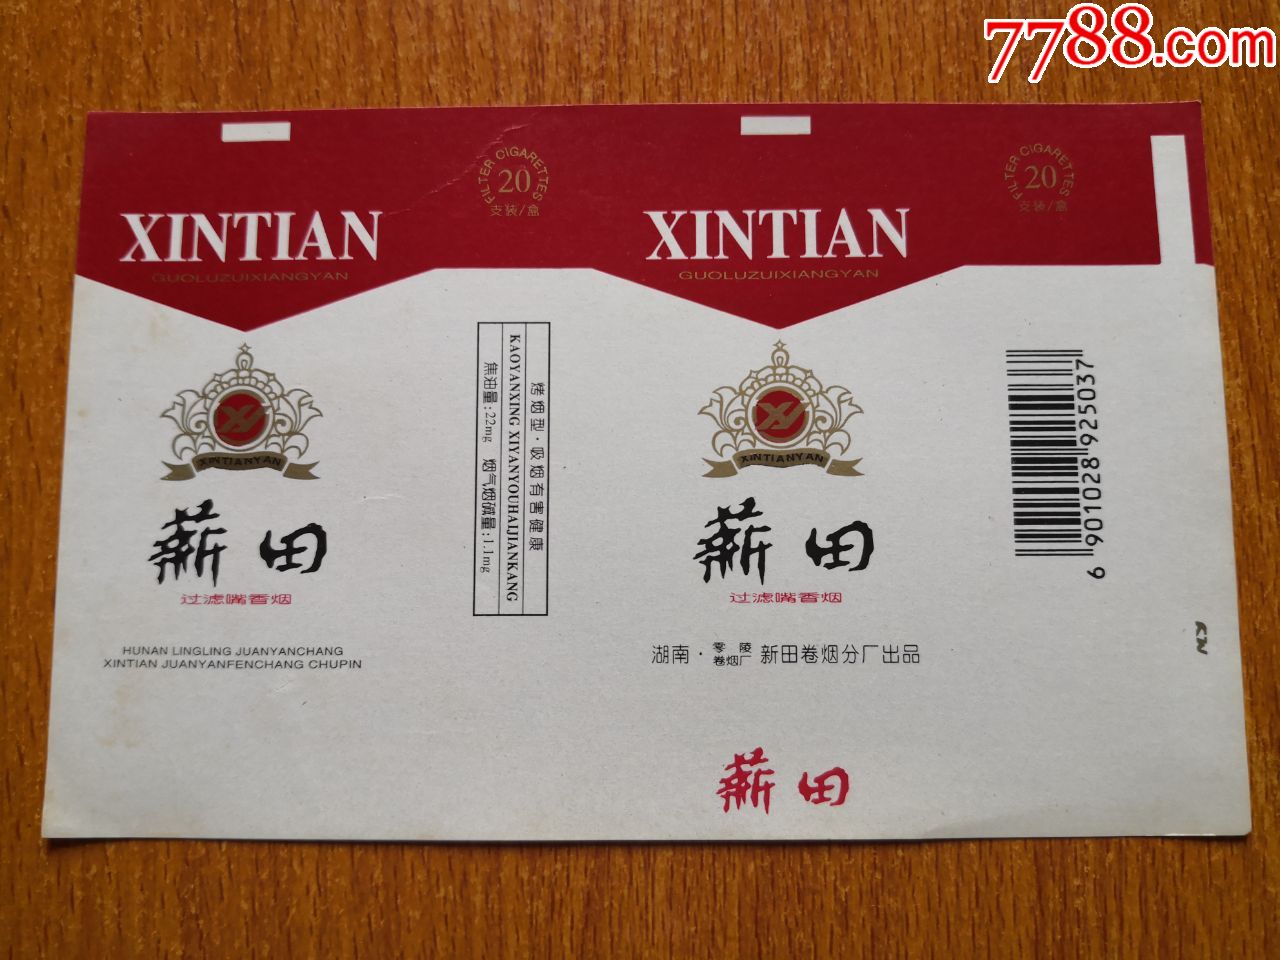 7788.com
FILTER CIGARETTES
20
支装/盒
XINTIAN
GUOLUZUIXIANGYAN
XINTIANYAN
新田
过滤嘴香烟
HUNAN LINGLING JUANYANCHANG
XINTIAN JUANYANFENCHANG CHUPIN
烤烟型·吸烟有害健康
KAOYANXING XIYANYOUHAIJIANKANG
焦油量:22mg 烟气烟碱量:1.1mg
FILTER CIGARETTES
20
支装/盒
XINTIAN
GUOLUZUIXIANGYAN
XINTIANYAN
新田
过滤嘴香烟
湖南·零陵卷烟厂 新田卷烟分厂出品
新田
6 901028 925037